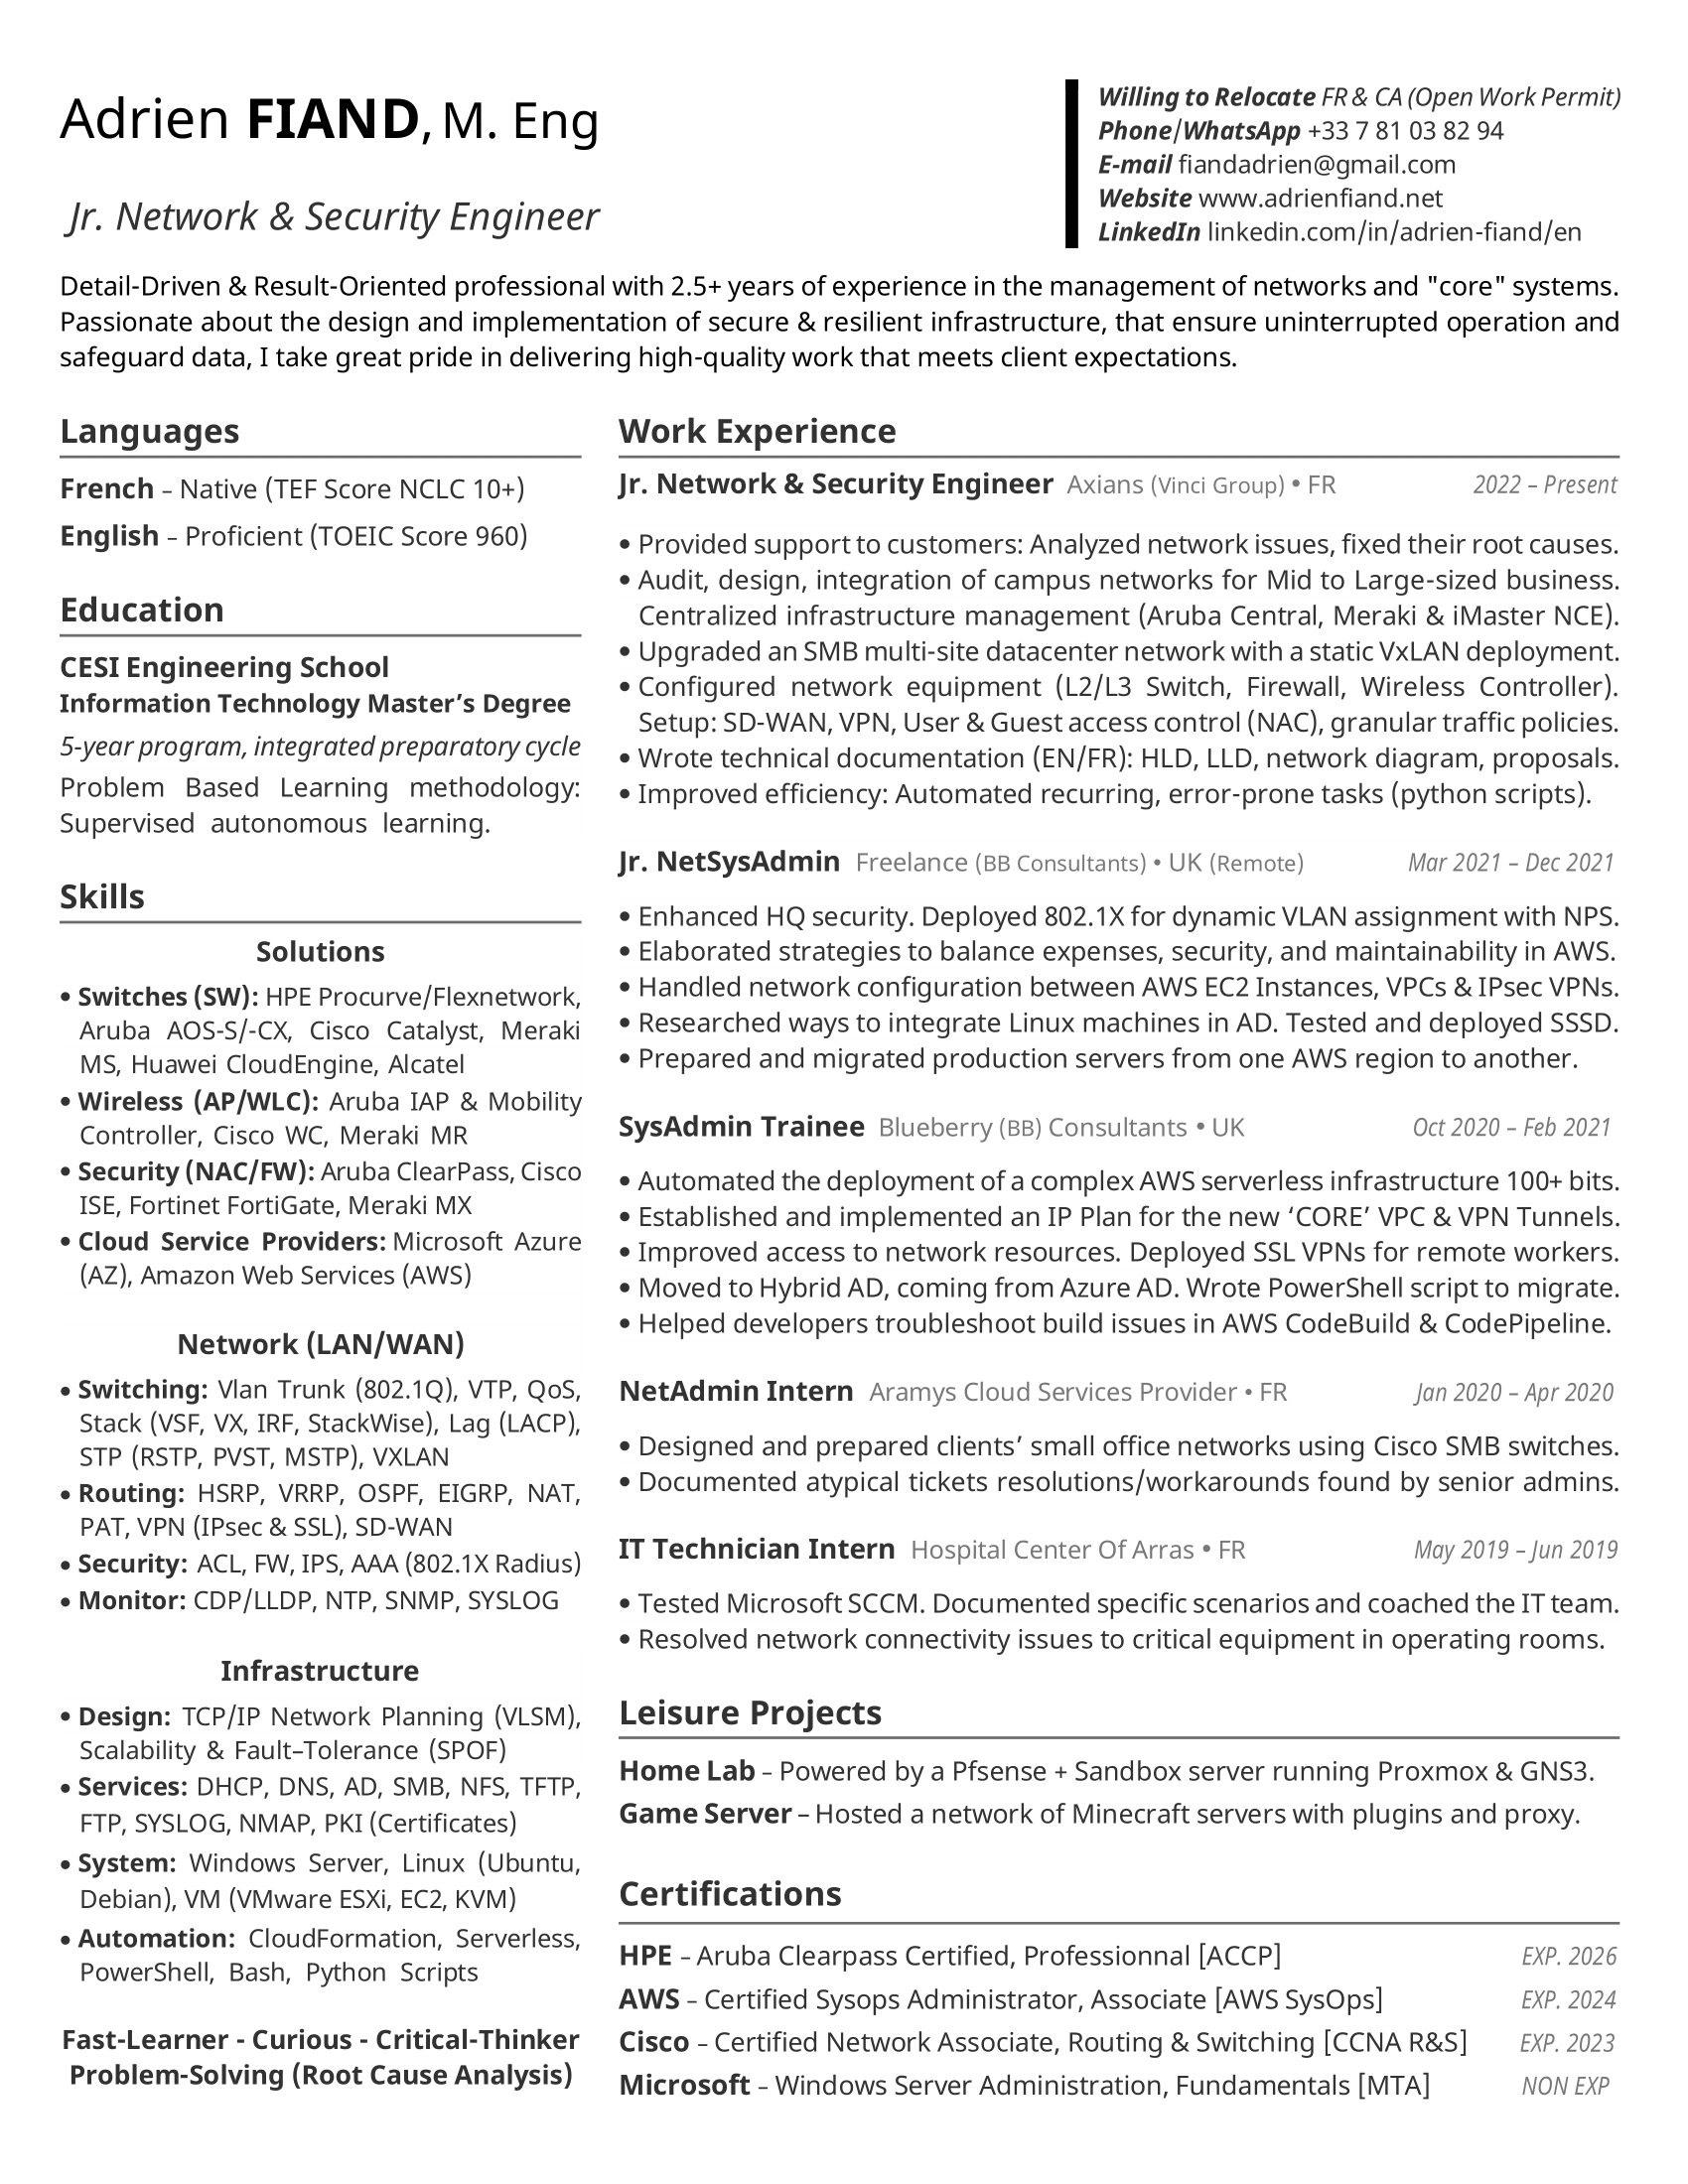 Adrien FIAND, M. Eng
Jr. Network & Security Engineer
Willing to Relocate FR & CA (Open Work Permit)
Phone/WhatsApp +33 7 81 03 82 94
E-mail fiandadrien@gmail.com
Website www.adrienfiand.net
LinkedIn linkedin.com/in/adrien-fiand/en
Detail-Driven & Result-Oriented professional with 2.5+ years of experience in the management of networks and "core" systems.
Passionate about the design and implementation of secure & resilient infrastructure, that ensure uninterrupted operation and
safeguard data, I take great pride in delivering high-quality work that meets client expectations.
Languages
French – Native (TEF Score NCLC 10+)
English – Proficient (TOEIC Score 960)
Education
CESI Engineering School
Information Technology Master’s Degree
5-year program, integrated preparatory cycle
Problem Based Learning methodology:
Supervised autonomous learning.
Skills
Solutions
• Switches (SW): HPE Procurve/Flexnetwork,
Aruba AOS-S/-CX, Cisco Catalyst, Meraki
MS, Huawei CloudEngine, Alcatel
• Wireless (AP/WLC): Aruba IAP & Mobility
Controller, Cisco WC, Meraki MR
• Security (NAC/FW): Aruba ClearPass, Cisco
ISE, Fortinet FortiGate, Meraki MX
• Cloud Service Providers: Microsoft Azure
(AZ), Amazon Web Services (AWS)
Network (LAN/WAN)
• Switching: Vlan Trunk (802.1Q), VTP, QoS,
Stack (VSF, VX, IRF, StackWise), Lag (LACP),
STP (RSTP, PVST, MSTP), VXLAN
• Routing: HSRP, VRRP, OSPF, EIGRP, NAT,
PAT, VPN (IPsec & SSL), SD-WAN
• Security: ACL, FW, IPS, AAA (802.1X Radius)
• Monitor: CDP/LLDP, NTP, SNMP, SYSLOG
Infrastructure
• Design: TCP/IP Network Planning (VLSM),
Scalability & Fault–Tolerance (SPOF)
• Services: DHCP, DNS, AD, SMB, NFS, TFTP,
FTP, SYSLOG, NMAP, PKI (Certificates)
• System: Windows Server, Linux (Ubuntu,
Debian), VM (VMware ESXi, EC2, KVM)
• Automation: CloudFormation, Serverless,
PowerShell, Bash, Python Scripts
Fast-Learner - Curious - Critical-Thinker
Problem-Solving (Root Cause Analysis)
Work Experience
Jr. Network & Security Engineer Axians (Vinci Group) • FR 2022 – Present
• Provided support to customers: Analyzed network issues, fixed their root causes.
• Audit, design, integration of campus networks for Mid to Large-sized business.
Centralized infrastructure management (Aruba Central, Meraki & iMaster NCE).
• Upgraded an SMB multi-site datacenter network with a static VxLAN deployment.
• Configured network equipment (L2/L3 Switch, Firewall, Wireless Controller).
Setup: SD-WAN, VPN, User & Guest access control (NAC), granular traffic policies.
• Wrote technical documentation (EN/FR): HLD, LLD, network diagram, proposals.
• Improved efficiency: Automated recurring, error-prone tasks (python scripts).
Jr. NetSysAdmin Freelance (BB Consultants) • UK (Remote) Mar 2021 – Dec 2021
• Enhanced HQ security. Deployed 802.1X for dynamic VLAN assignment with NPS.
• Elaborated strategies to balance expenses, security, and maintainability in AWS.
• Handled network configuration between AWS EC2 Instances, VPCs & IPsec VPNs.
• Researched ways to integrate Linux machines in AD. Tested and deployed SSSD.
• Prepared and migrated production servers from one AWS region to another.
SysAdmin Trainee Blueberry (BB) Consultants • UK Oct 2020 – Feb 2021
• Automated the deployment of a complex AWS serverless infrastructure 100+ bits.
• Established and implemented an IP Plan for the new ‘CORE’ VPC & VPN Tunnels.
• Improved access to network resources. Deployed SSL VPNs for remote workers.
• Moved to Hybrid AD, coming from Azure AD. Wrote PowerShell script to migrate.
• Helped developers troubleshoot build issues in AWS CodeBuild & CodePipeline.
NetAdmin Intern Aramys Cloud Services Provider • FR Jan 2020 – Apr 2020
• Designed and prepared clients’ small office networks using Cisco SMB switches.
• Documented atypical tickets resolutions/workarounds found by senior admins.
IT Technician Intern Hospital Center Of Arras • FR May 2019 – Jun 2019
• Tested Microsoft SCCM. Documented specific scenarios and coached the IT team.
• Resolved network connectivity issues to critical equipment in operating rooms.
Leisure Projects
Home Lab – Powered by a Pfsense + Sandbox server running Proxmox & GNS3.
Game Server – Hosted a network of Minecraft servers with plugins and proxy.
Certifications
HPE – Aruba Clearpass Certified, Professionnal [ACCP] EXP. 2026
AWS – Certified Sysops Administrator, Associate [AWS SysOps] EXP. 2024
Cisco – Certified Network Associate, Routing & Switching [CCNA R&S] EXP. 2023
Microsoft – Windows Server Administration, Fundamentals [MTA] NON EXP